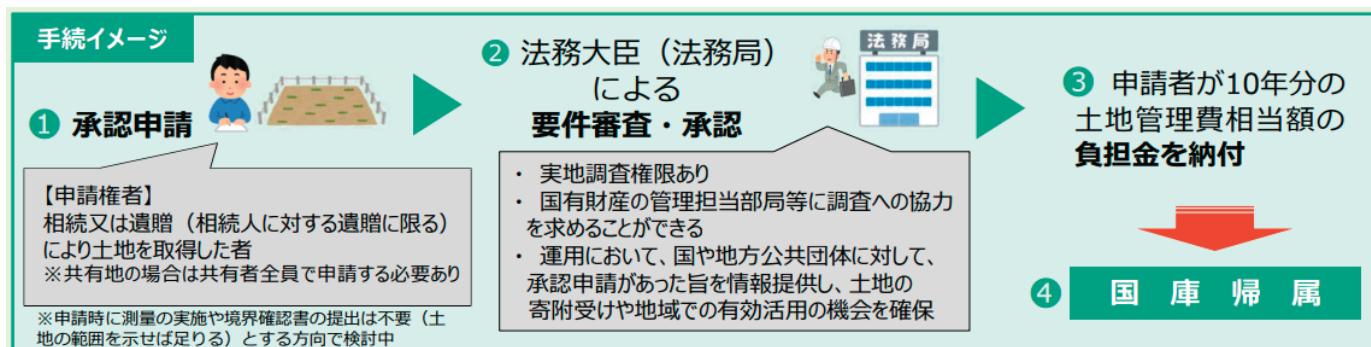 手続イメージ
❶ 承認申請
【申請権者】
相続又は遺贈（相続人に対する遺贈に限る）
により土地を取得した者
※共有地の場合は共有者全員で申請する必要あり
※申請時に測量の実施や境界確認書の提出は不要（土
地の範囲を示せば足りる）とする方向で検討中
❷ 法務大臣（法務局）
による
要件審査・承認
法務局
・ 実地調査権限あり
・ 国有財産の管理担当部局等に調査への協力
を求めることができる
・ 運用において、国や地方公共団体に対して、
承認申請があった旨を情報提供し、土地の
寄附受けや地域での有効活用の機会を確保
❸ 申請者が10年分の
土地管理費相当額の
負担金を納付
❹ 国庫帰属